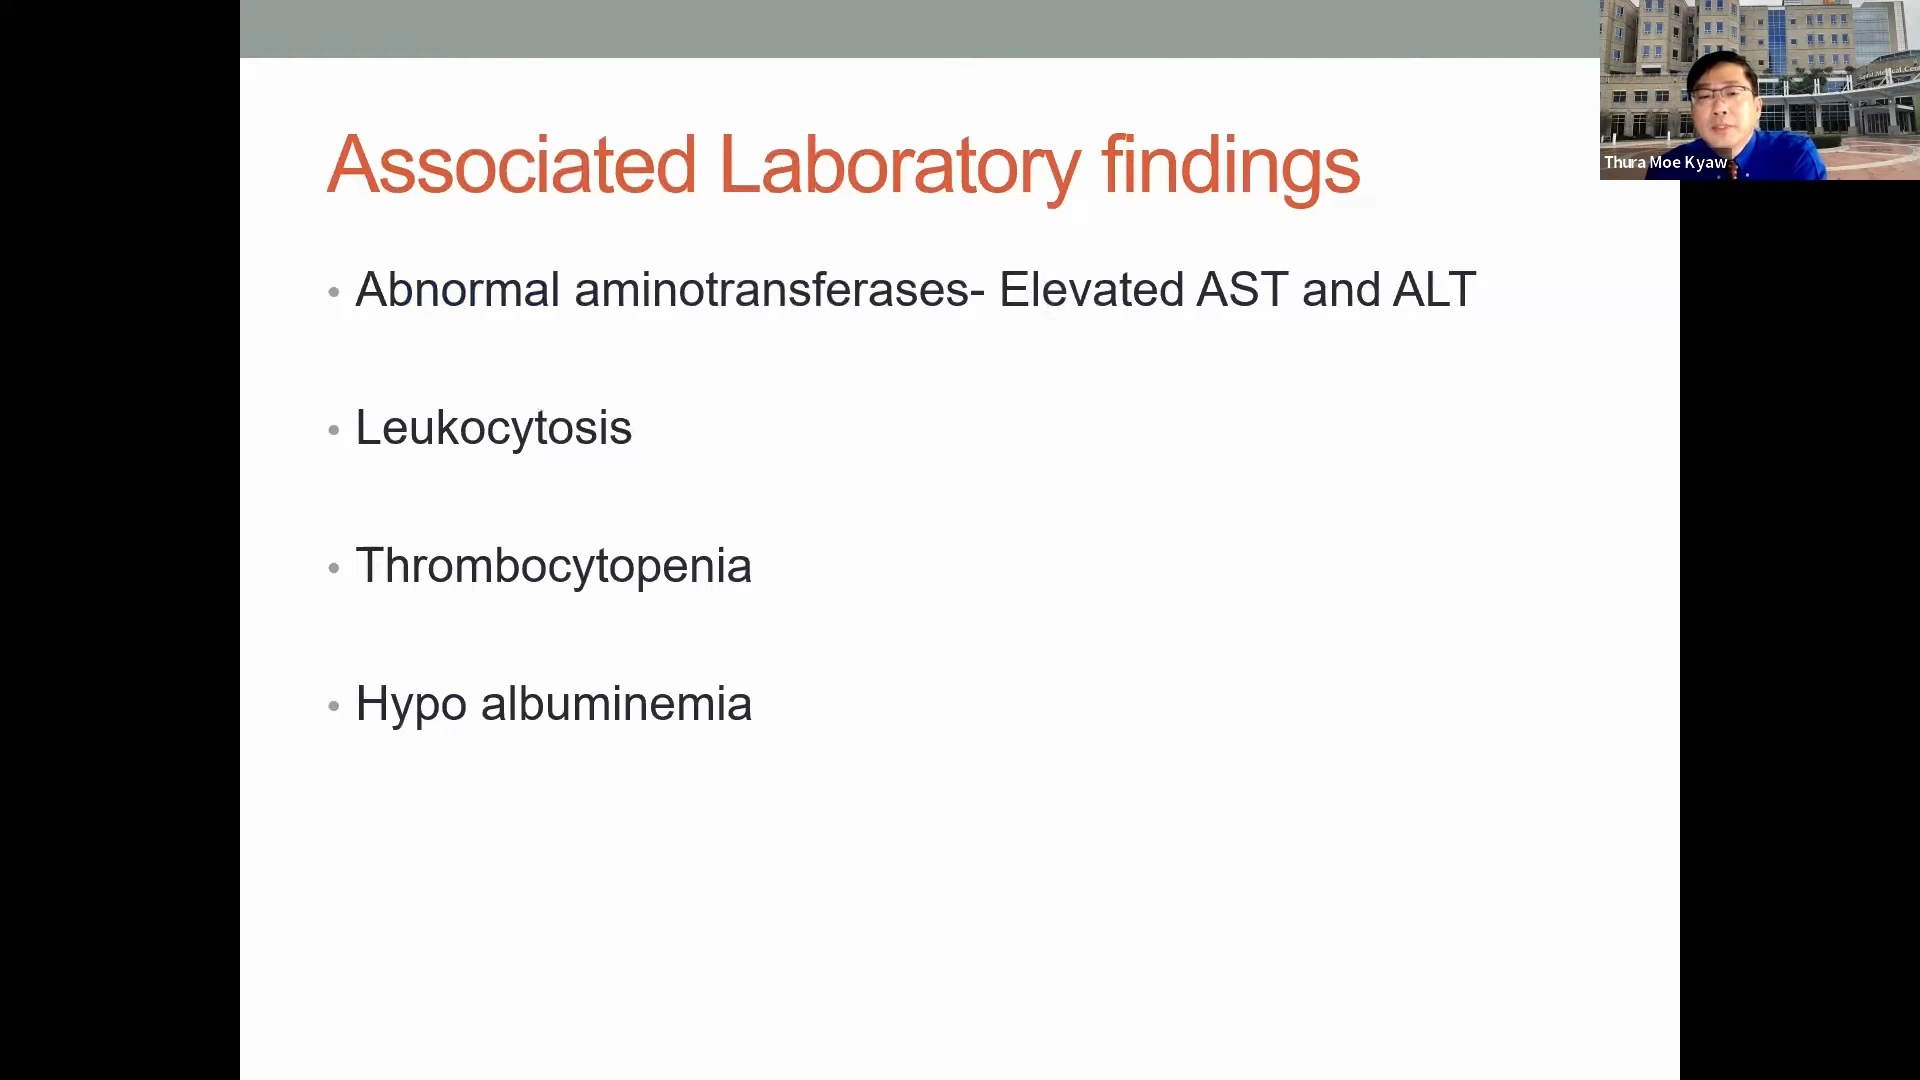 Associated Laboratory findings
• Abnormal aminotransferases- Elevated AST and ALT
• Leukocytosis
• Thrombocytopenia
• Hypo albuminemia
Thura Moe Kyaw